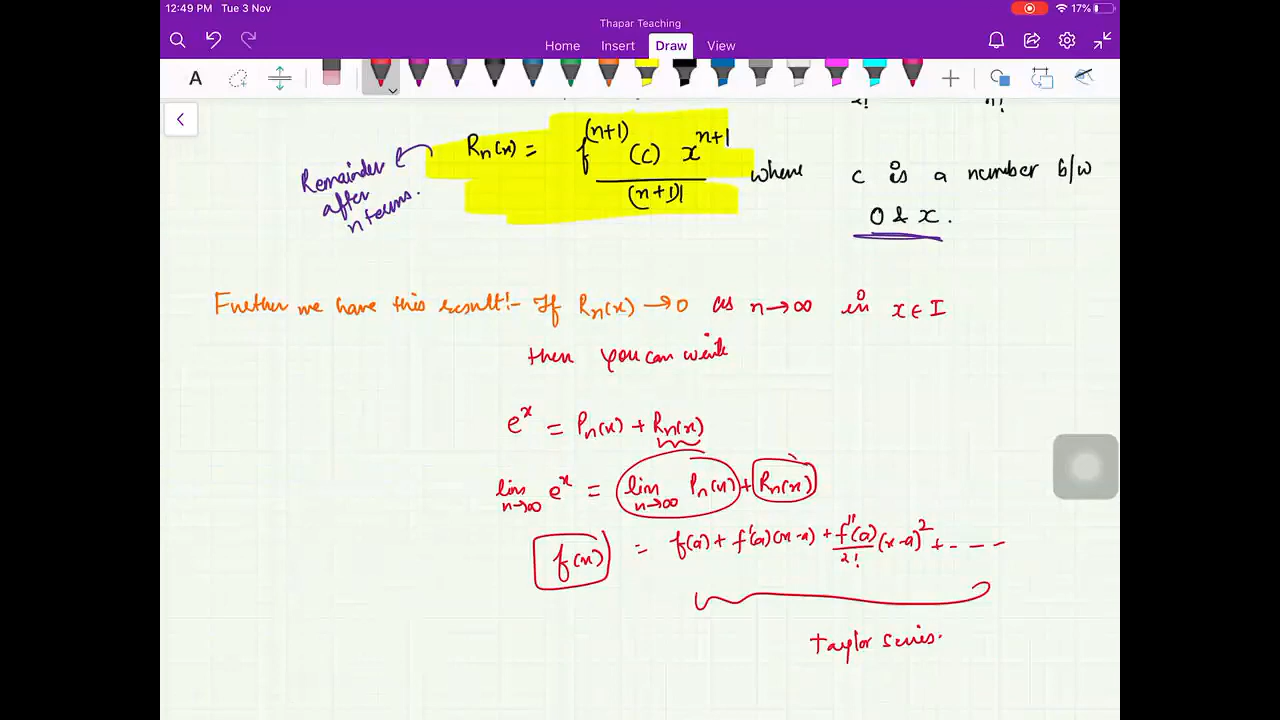 12:49 PM Tue 3 Nov
17%
Thapar Teaching
Home Insert Draw View
A
2! n!
Rn(x) = f^(n+1) (c) x^n+1 / (n+1)! where c is a number b/w
0 & x.
Remainder
after
n terms.
Further we have this result!- If Rn(x) → 0 as n → ∞ in x ∈ I
then you can write
e^x = Pn(x) + Rn(x)
lim n→∞ e^x = lim n→∞ Pn(x) + Rn(x)
f(x) = f(a) + f'(a)(x-a) + f''(a)/2! (x-a)^2 + - - - -
Taylor series.